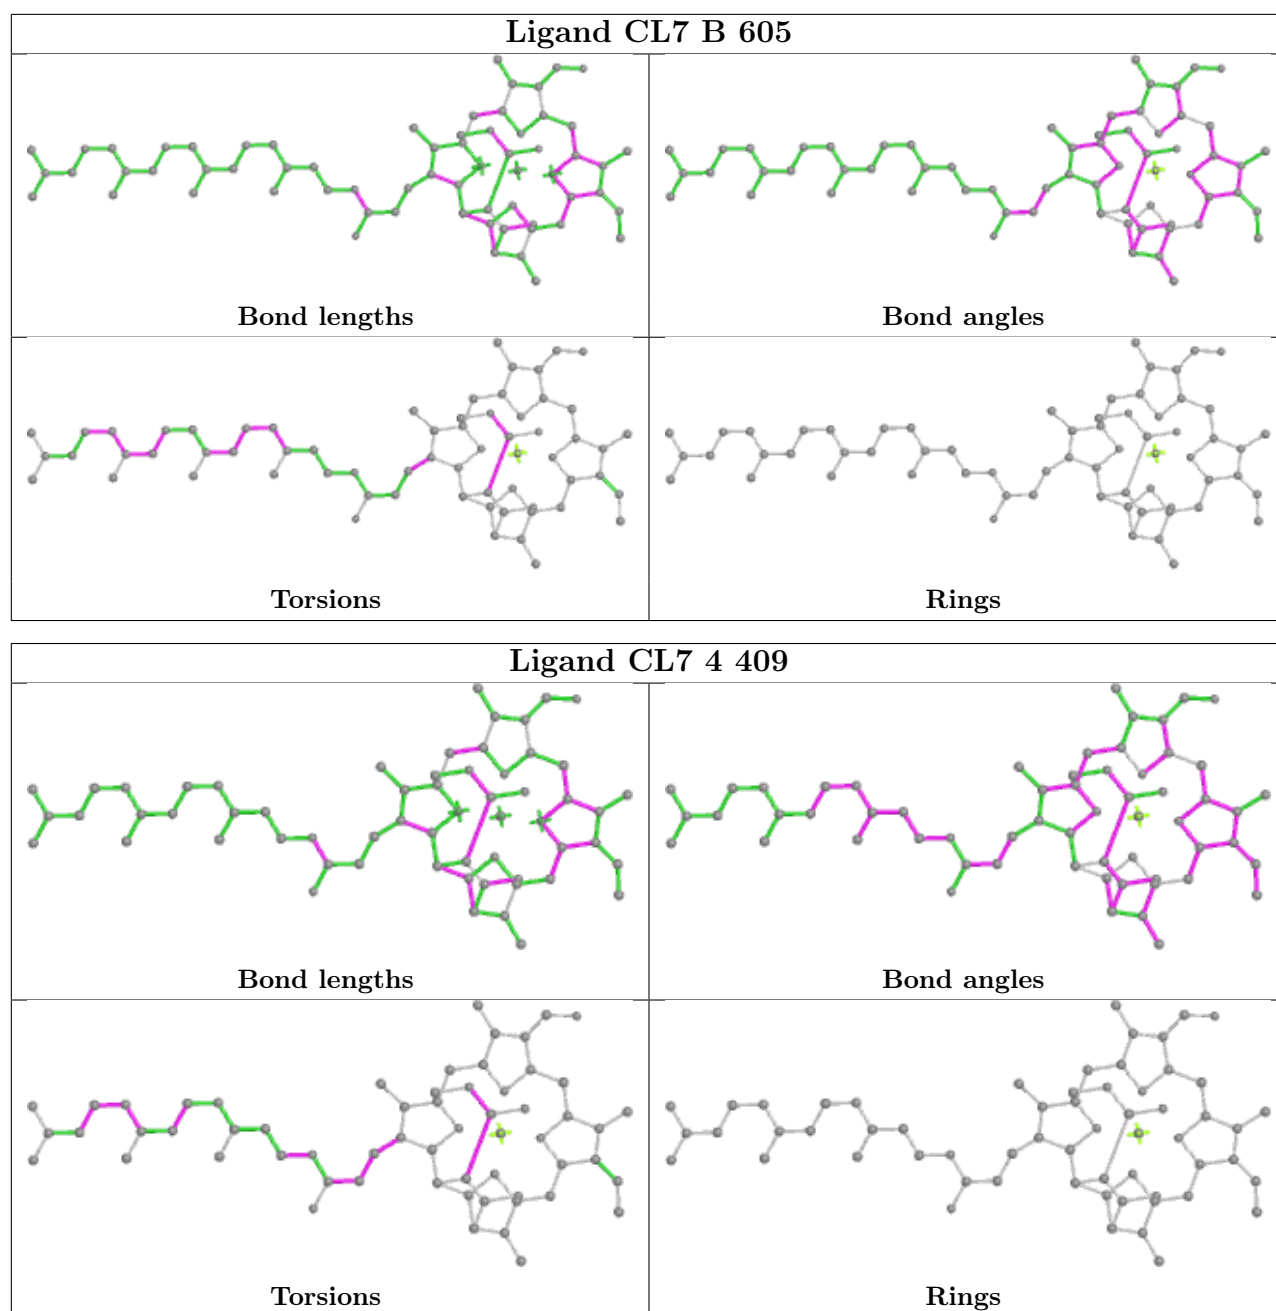 Ligand CL7 B 605
Bond lengths
Bond angles
Torsions
Rings
Ligand CL7 4 409
Bond lengths
Bond angles
Torsions
Rings